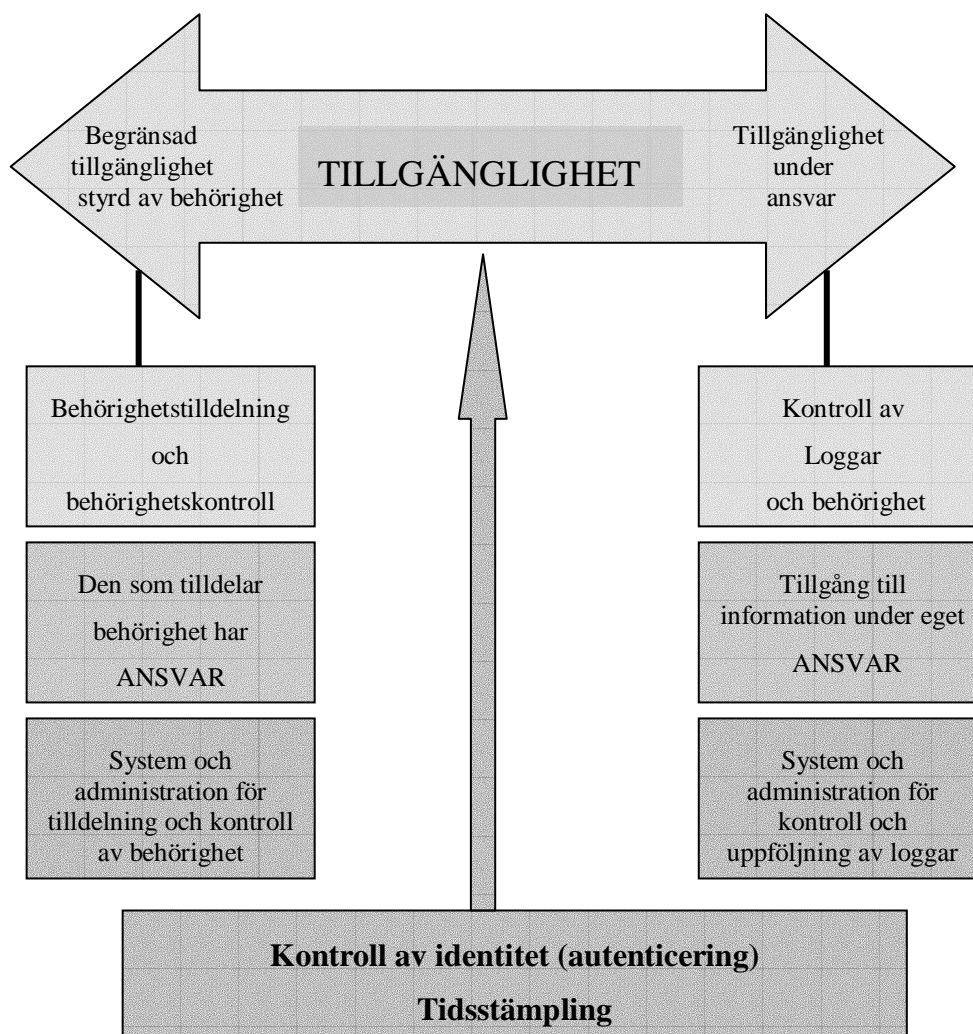 Begränsad
tillgänglighet
styrd av behörighet
TILLGÄNGLIGHET
Tillgänglighet
under
ansvar
Behörighetstilldelning
och
behörighetskontroll
Den som tilldelar
behörighet har
ANSVAR
System och
administration för
tilldelning och kontroll
av behörighet
Kontroll av
Loggar
och behörighet
Tillgång till
information under eget
ANSVAR
System och
administration för
kontroll och
uppföljning av loggar
Kontroll av identitet (autenticering)
Tidsstämpling